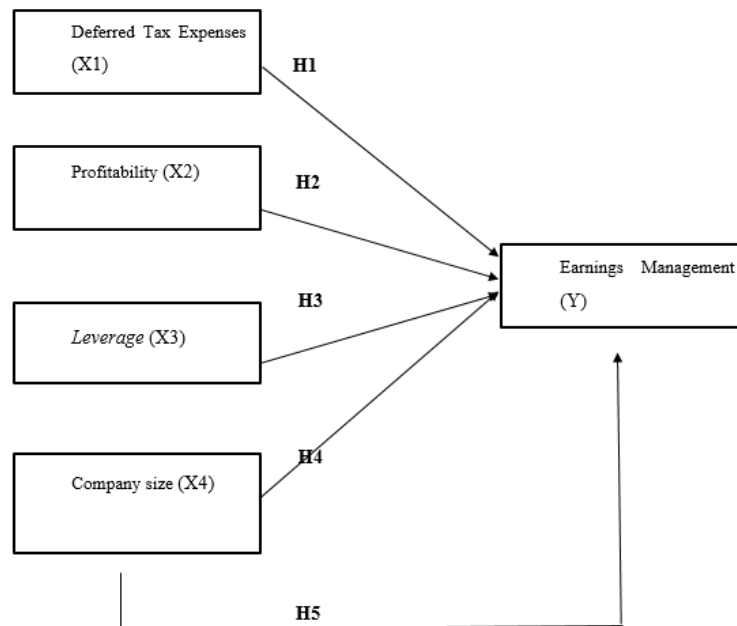 Deferred Tax Expenses
(X1)
H1
Profitability (X2)
H2
Earnings Management
(Y)
H3
Leverage (X3)
H4
Company size (X4)
H5